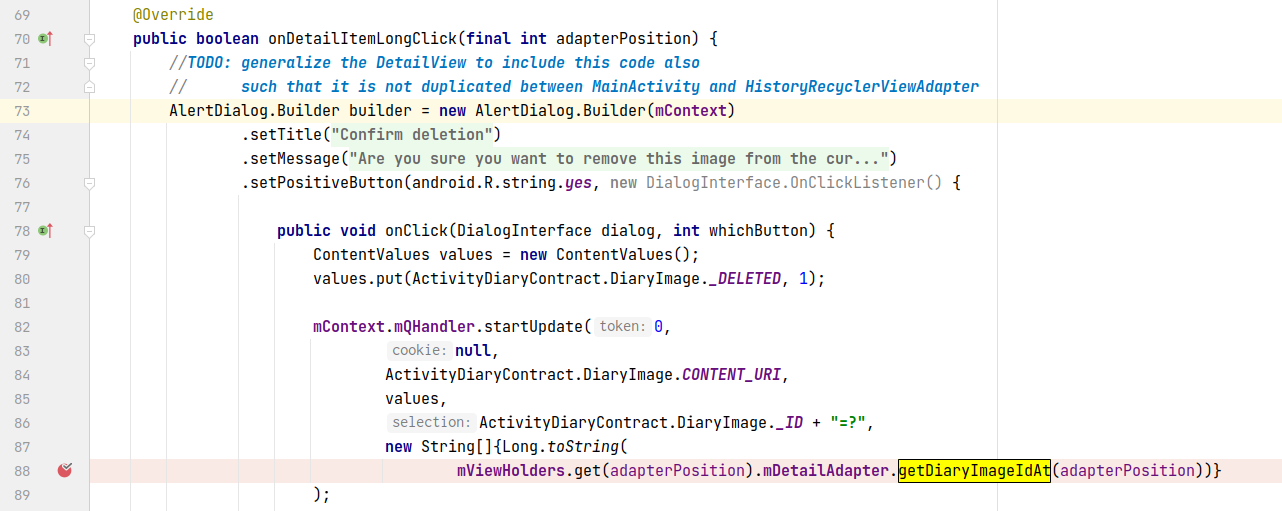 69 @Override
70 public boolean onDetailItemLongClick(final int adapterPosition) {
71 //TODO: generalize the DetailView to include this code also
72 // such that it is not duplicated between MainActivity and HistoryRecyclerViewAdapter
73 AlertDialog.Builder builder = new AlertDialog.Builder(mContext)
74 .setTitle("Confirm deletion")
75 .setMessage("Are you sure you want to remove this image from the cur...")
76 .setPositiveButton(android.R.string.yes, new DialogInterface.OnClickListener() {
77
78 public void onClick(DialogInterface dialog, int whichButton) {
79 ContentValues values = new ContentValues();
80 values.put(ActivityDiaryContract.DiaryImage._DELETED, 1);
81
82 mContext.mQHandler.startUpdate( token: 0,
83 cookie: null,
84 ActivityDiaryContract.DiaryImage.CONTENT_URI,
85 values,
86 selection: ActivityDiaryContract.DiaryImage._ID + "=?",
87 new String[]{Long.toString(
88 mViewHolders.get(adapterPosition).mDetailAdapter.getDiaryImageIdAt(adapterPosition))}
89 );